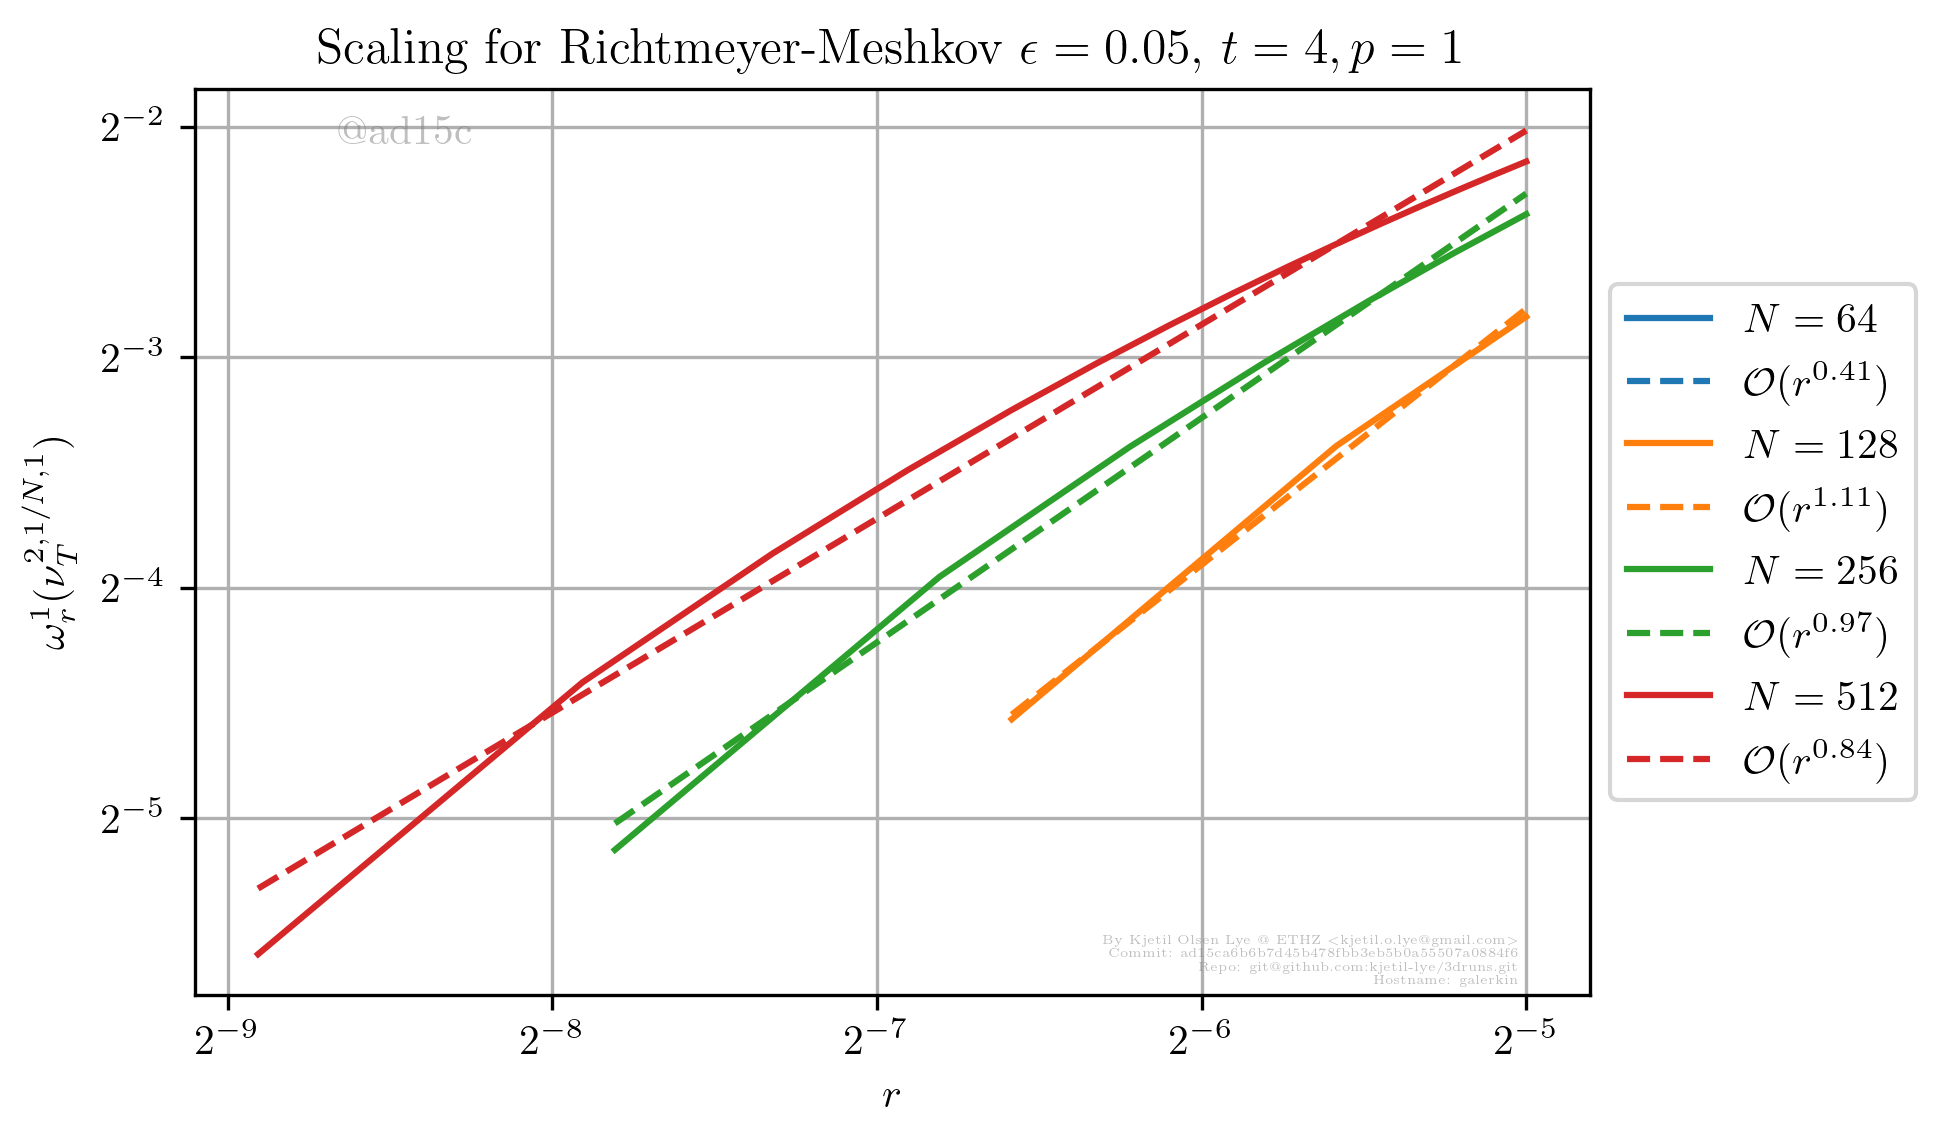 Scaling for Richtmeyer-Meshkov ϵ = 0.05, t = 4, p = 1
@ad15c
2⁻²
2⁻³
2⁻⁴
2⁻⁵
ω_r^1(ν_T^{2,1/N,1})
N = 64
𝒪(r^{0.41})
N = 128
𝒪(r^{1.11})
N = 256
𝒪(r^{0.97})
N = 512
𝒪(r^{0.84})
By Kjetil Olsen Lye @ ETHZ <kjetil.o.lye@gmail.com>
Commit: ad15ca6b6b7d45b478fbb3eb5b0a55507a0884f6
Repo: git@github.com:kjetil-lye/3druns.git
Hostname: galerkin
2⁻⁹ 2⁻⁸ 2⁻⁷ 2⁻⁶ 2⁻⁵
r